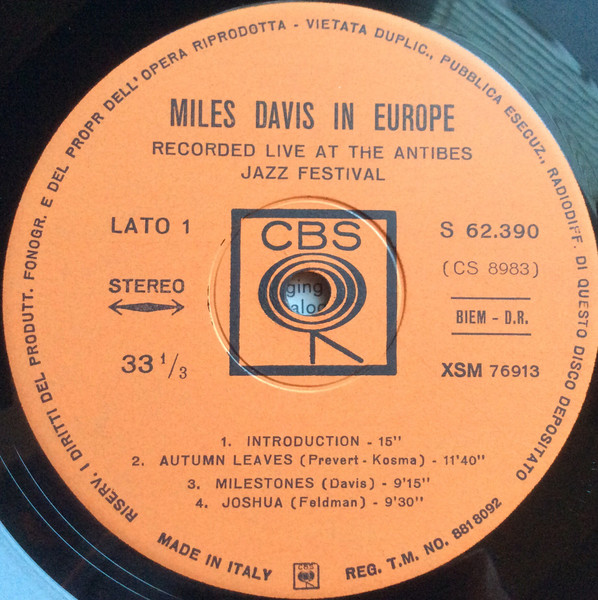 RISERV. I DIRITTI DEL PRODUTT. FONOGR. E DEL PROPR DELL'OPERA RIPRODOTTA - VIETATA DUPLIC., PUBBLICA ESECUZ., RADIODIFF. DI QUESTO DISCO DEPOSITATO
MILES DAVIS IN EUROPE
RECORDED LIVE AT THE ANTIBES
JAZZ FESTIVAL
LATO 1
CBS
S 62.390
(CS 8983)
STEREO
BIEM - D.R.
33 1/3
XSM 76913
1. INTRODUCTION - 15"
2. AUTUMN LEAVES (Prevert - Kosma) - 11'40"
3. MILESTONES (Davis) - 9'15"
4. JOSHUA (Feldman) - 9'30"
MADE IN ITALY
CBS
REG. T.M. NO. 8818092